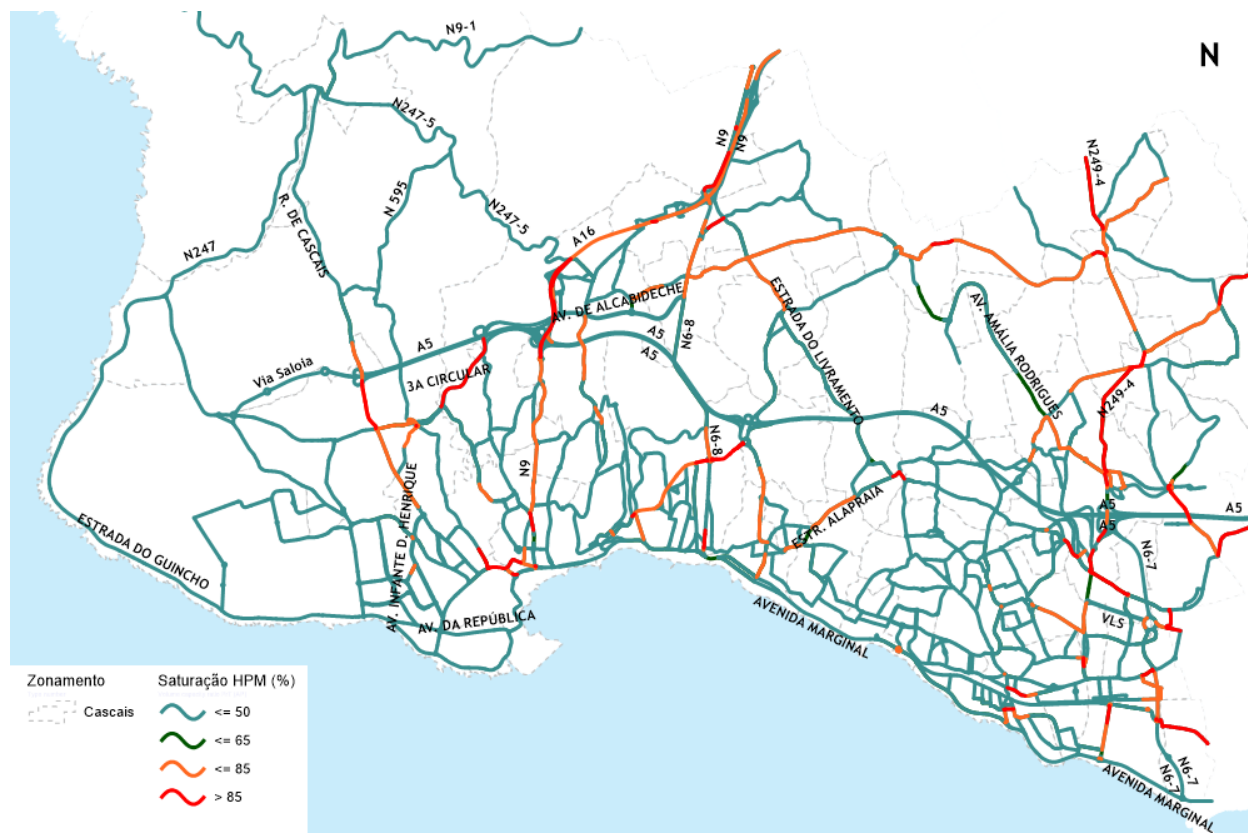 N9-1
N
N247-5
N9
N9
N249-4
N 595
R. DE CASCAIS
N247-5
A16
N247
ESTRADA DO LIVRAMENTO
AV. DE ALCABIDECHE
AV. AMÁLIA RODRIGUES
A5
A5
A5
N6-8
Via Saloia
3A CIRCULAR
N249-4
A5
N6-8
N9
AV. INFANTE D. HENRIQUE
ESTR. ALAPRAIA
A5
A5
A5
ESTRADA DO GUINCHO
N6-7
AV. DA REPÚBLICA
AVENIDA MARGINAL
VLS
N6-7
N6-7
AVENIDA MARGINAL
Zonamento
Cascais
Saturação HPM (%)
<= 50
<= 65
<= 85
> 85